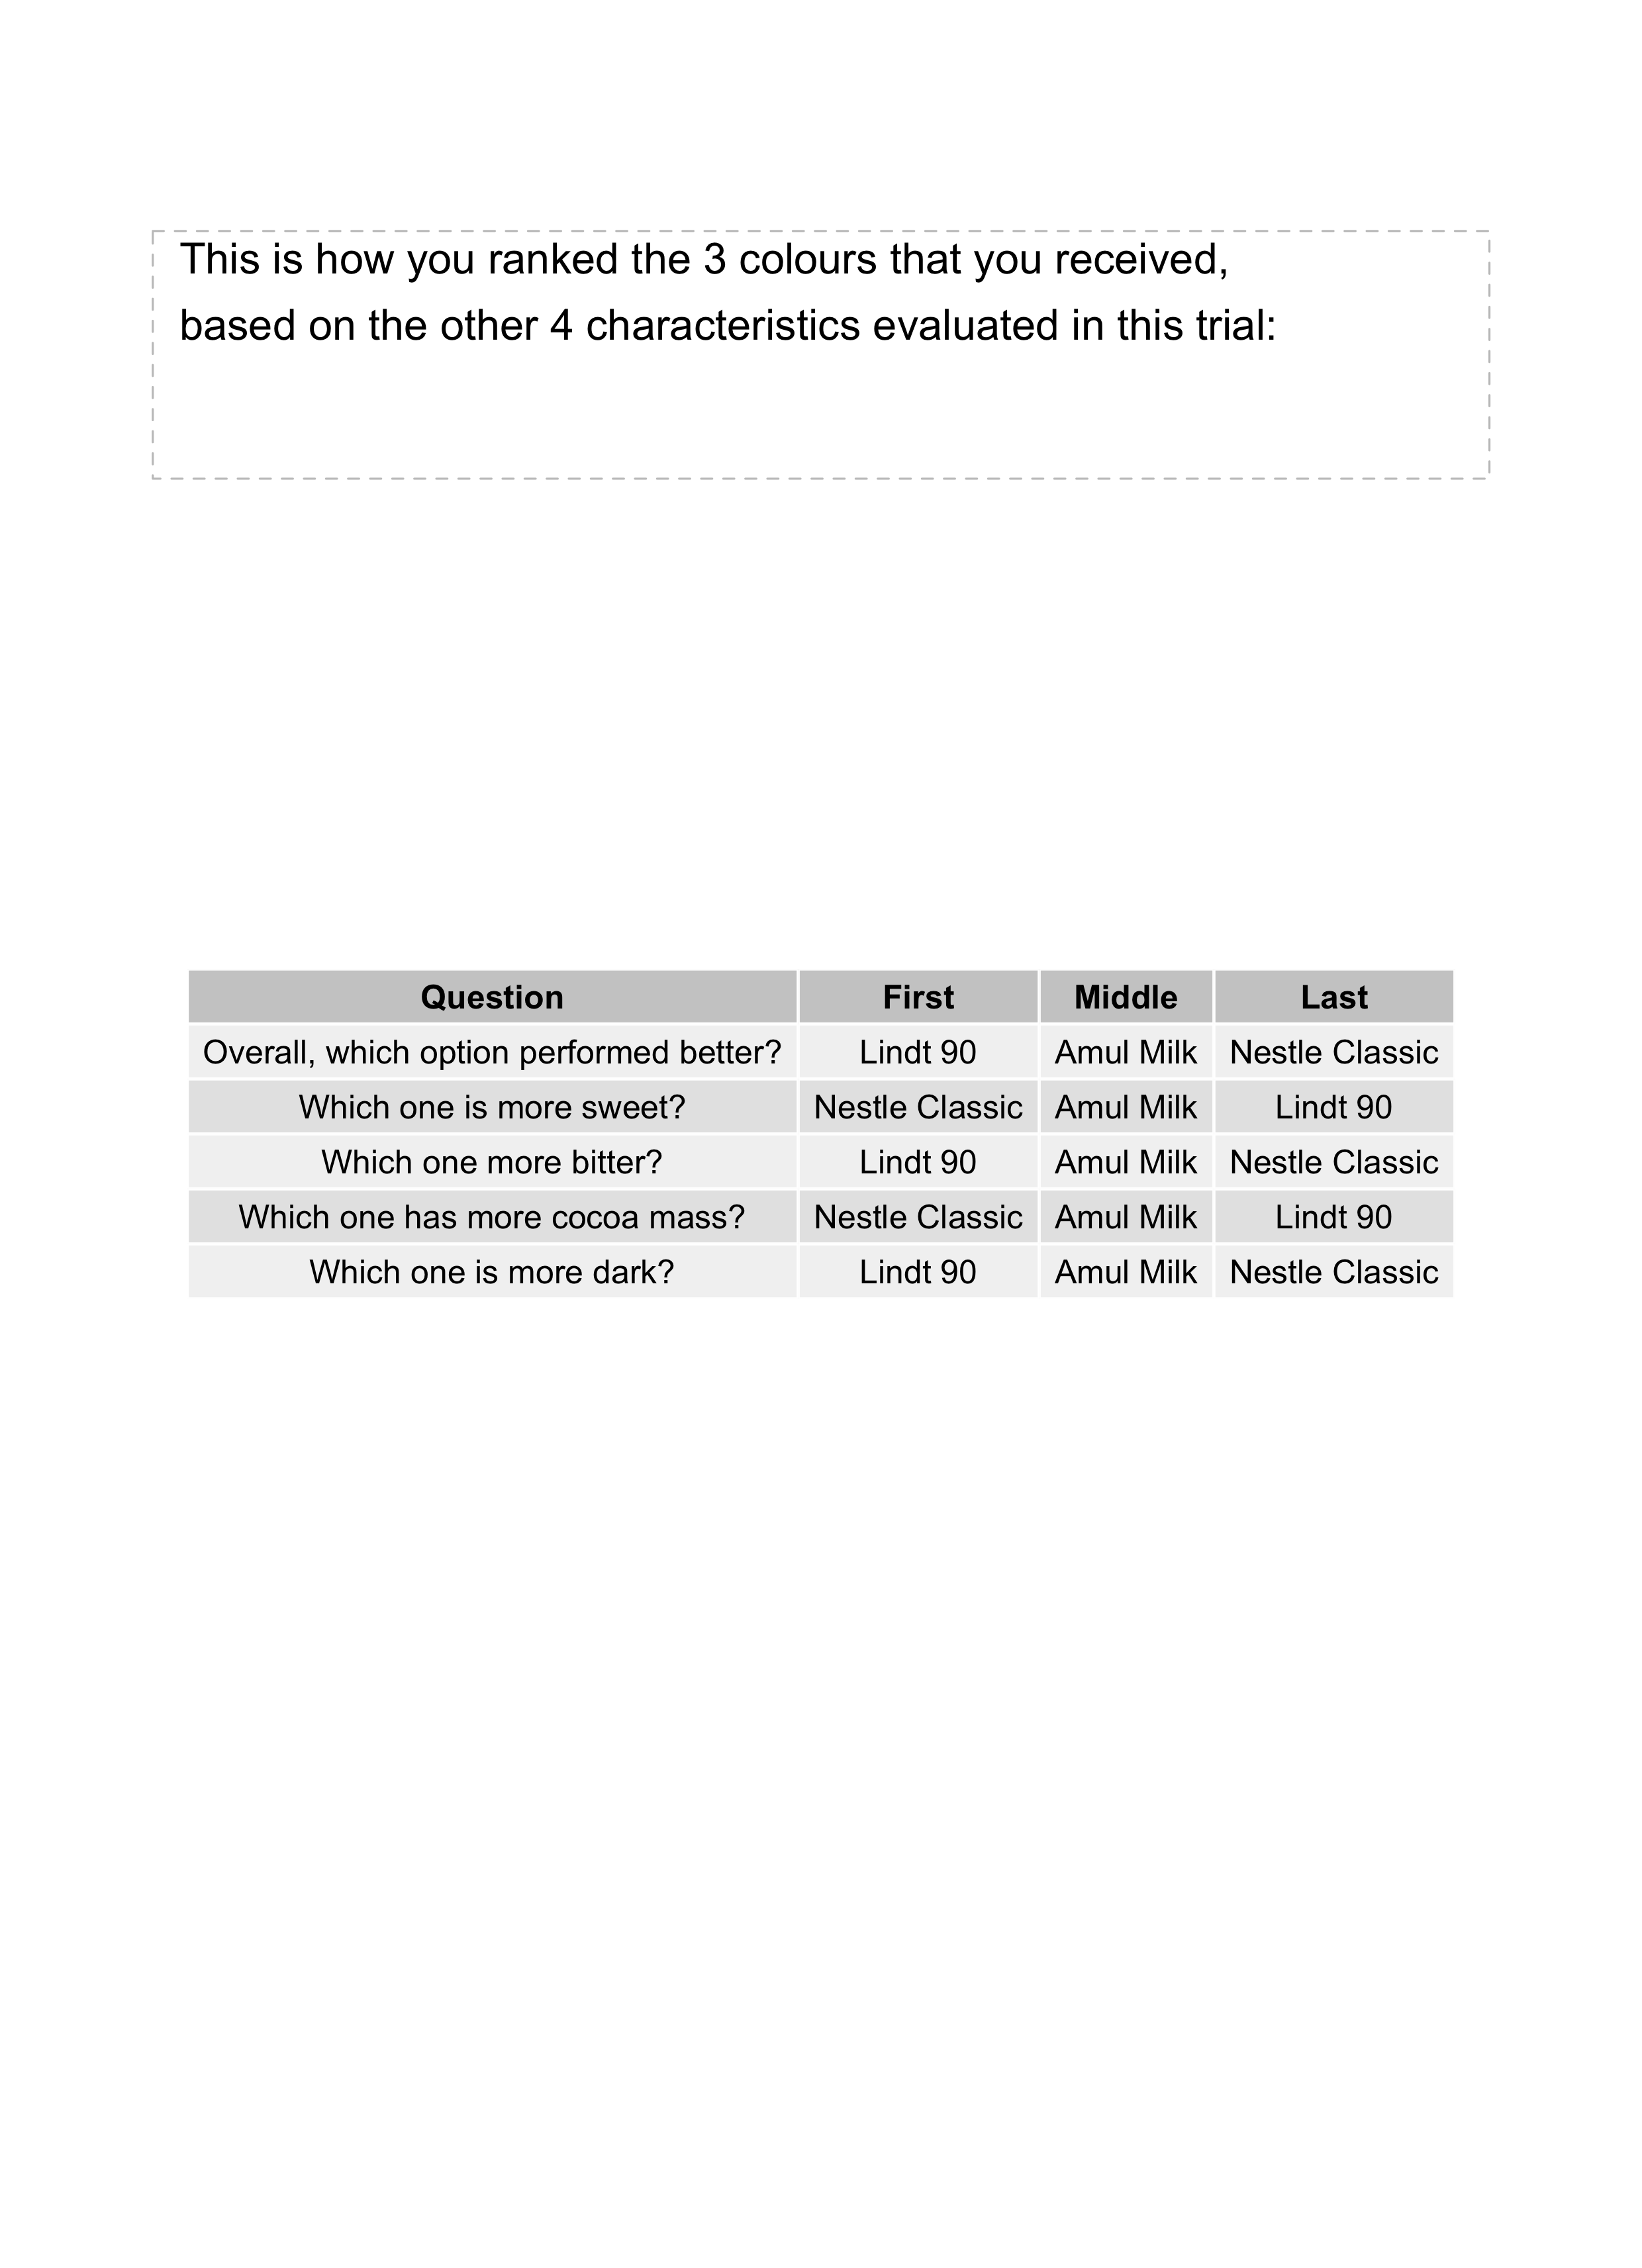 This is how you ranked the 3 colours that you received,
based on the other 4 characteristics evaluated in this trial:
Question First Middle Last
Overall, which option performed better? Lindt 90 Amul Milk Nestle Classic
Which one is more sweet? Nestle Classic Amul Milk Lindt 90
Which one more bitter? Lindt 90 Amul Milk Nestle Classic
Which one has more cocoa mass? Nestle Classic Amul Milk Lindt 90
Which one is more dark? Lindt 90 Amul Milk Nestle Classic